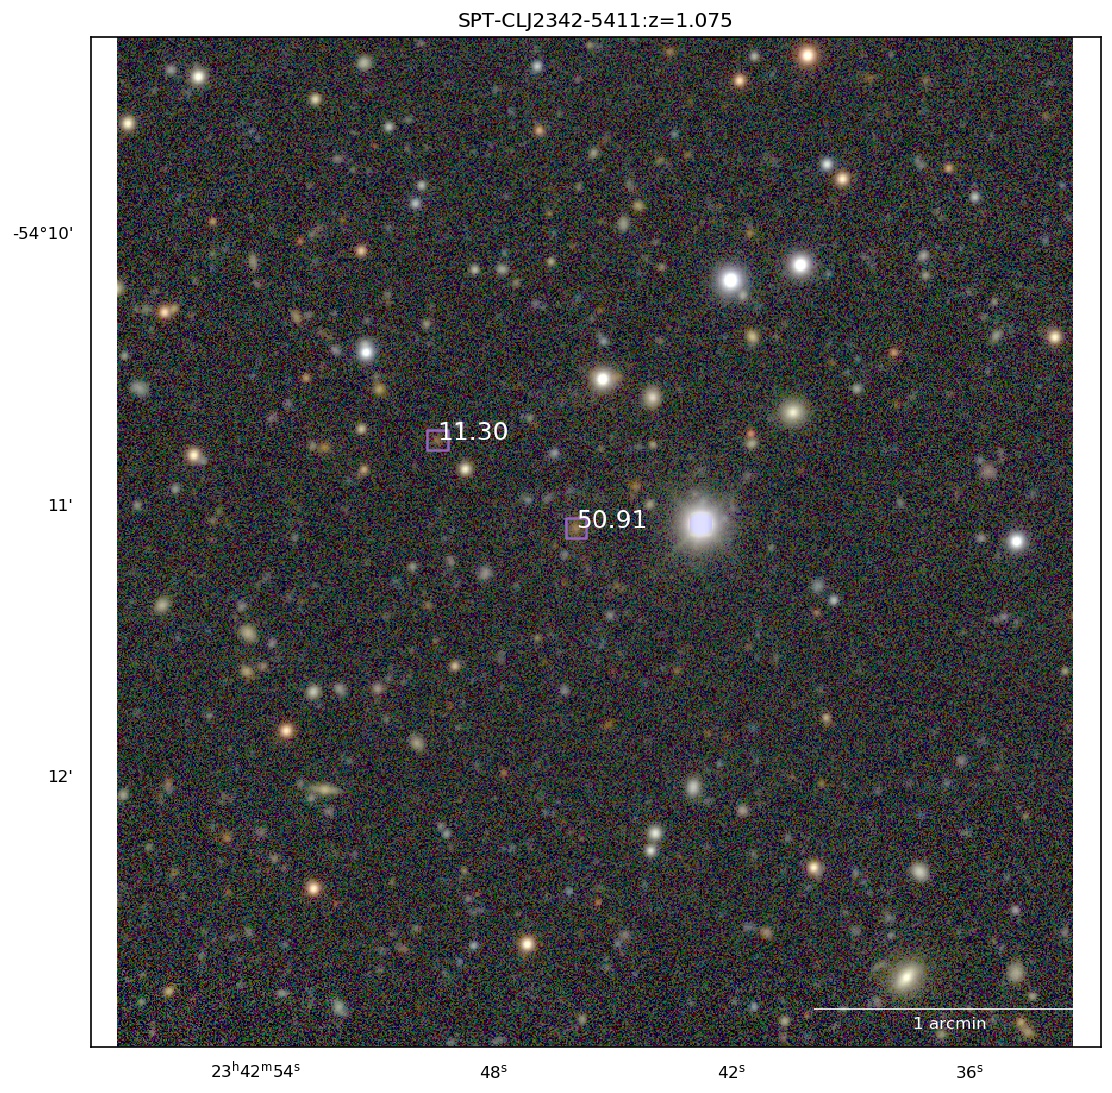 SPT-CLJ2342-5411:z=1.075
-54°10'
11.30
11'
50.91
12'
1 arcmin
23ʰ42ᵐ54ˢ
48ˢ
42ˢ
36ˢ